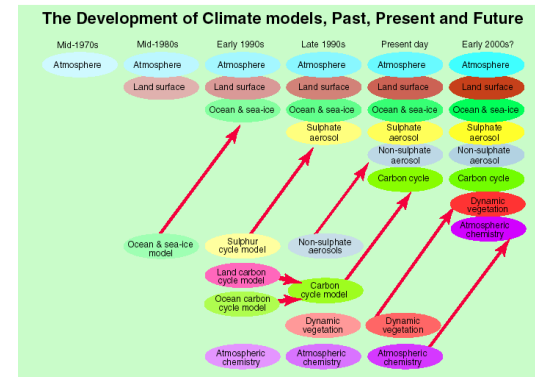 The Development of Climate models, Past, Present and Future
Mid-1970s Mid-1980s Early 1990s Late 1990s Present day Early 2000s?
Atmosphere Atmosphere Atmosphere Atmosphere Atmosphere Atmosphere
Land surface Land surface Land surface Land surface Land surface
Ocean & sea-ice Ocean & sea-ice Ocean & sea-ice Ocean & sea-ice
Sulphate Sulphate Sulphate
aerosol aerosol aerosol
Non-sulphate Non-sulphate
aerosol aerosol
Carbon cycle Carbon cycle
Dynamic
vegetation
Atmospheric
chemistry
Ocean & sea-ice Sulphur Non-sulphate
model cycle model aerosols
Land carbon
cycle model
Carbon
cycle model
Ocean carbon
cycle model
Dynamic Dynamic
vegetation vegetation
Atmospheric Atmospheric Atmospheric
chemistry chemistry chemistry